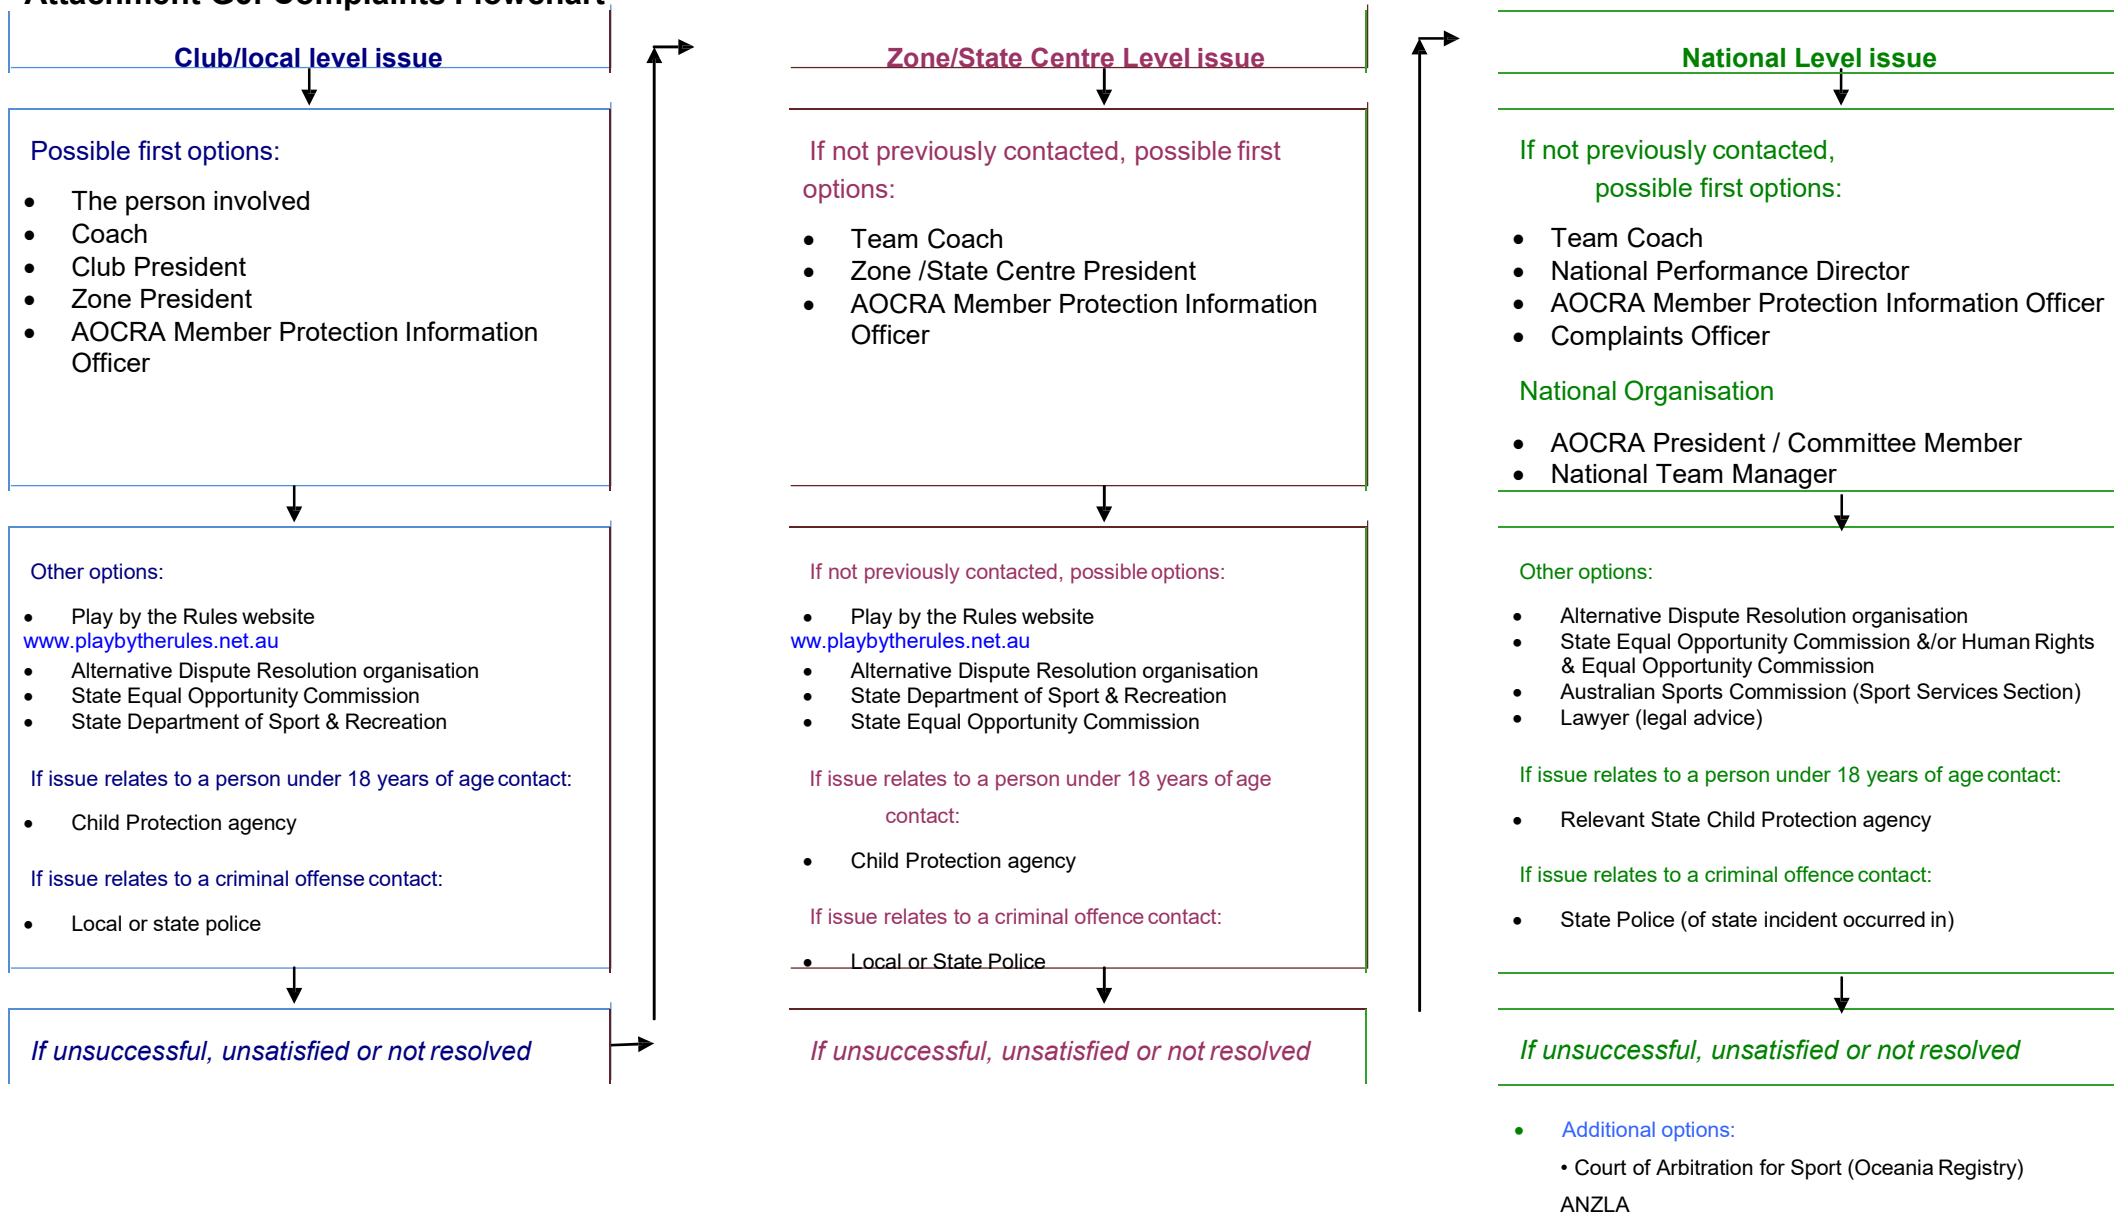 Attachment Complaints Flowchart
Club/local level issue
Possible first options:
• The person involved
• Coach
• Club President
• Zone President
• AOCRA Member Protection Information
Officer
Other options:
• Play by the Rules website
www.playbytherules.net.au
• Alternative Dispute Resolution organisation
• State Equal Opportunity Commission
• State Department of Sport & Recreation
If issue relates to a person under 18 years of age contact:
• Child Protection agency
If issue relates to a criminal offense contact:
• Local or state police
If unsuccessful, unsatisfied or not resolved
Zone/State Centre Level issue
If not previously contacted, possible first
options:
• Team Coach
• Zone /State Centre President
• AOCRA Member Protection Information
Officer
If not previously contacted, possible options:
• Play by the Rules website
ww.playbytherules.net.au
• Alternative Dispute Resolution organisation
• State Department of Sport & Recreation
• State Equal Opportunity Commission
If issue relates to a person under 18 years of age
contact:
• Child Protection agency
If issue relates to a criminal offence contact:
• Local or State Police
If unsuccessful, unsatisfied or not resolved
National Level issue
If not previously contacted,
possible first options:
• Team Coach
• National Performance Director
• AOCRA Member Protection Information Officer
• Complaints Officer
National Organisation
• AOCRA President / Committee Member
• National Team Manager
Other options:
• Alternative Dispute Resolution organisation
• State Equal Opportunity Commission &/or Human Rights
& Equal Opportunity Commission
• Australian Sports Commission (Sport Services Section)
• Lawyer (legal advice)
If issue relates to a person under 18 years of age contact:
• Relevant State Child Protection agency
If issue relates to a criminal offence contact:
• State Police (of state incident occurred in)
If unsuccessful, unsatisfied or not resolved
• Additional options:
• Court of Arbitration for Sport (Oceania Registry)
ANZLA